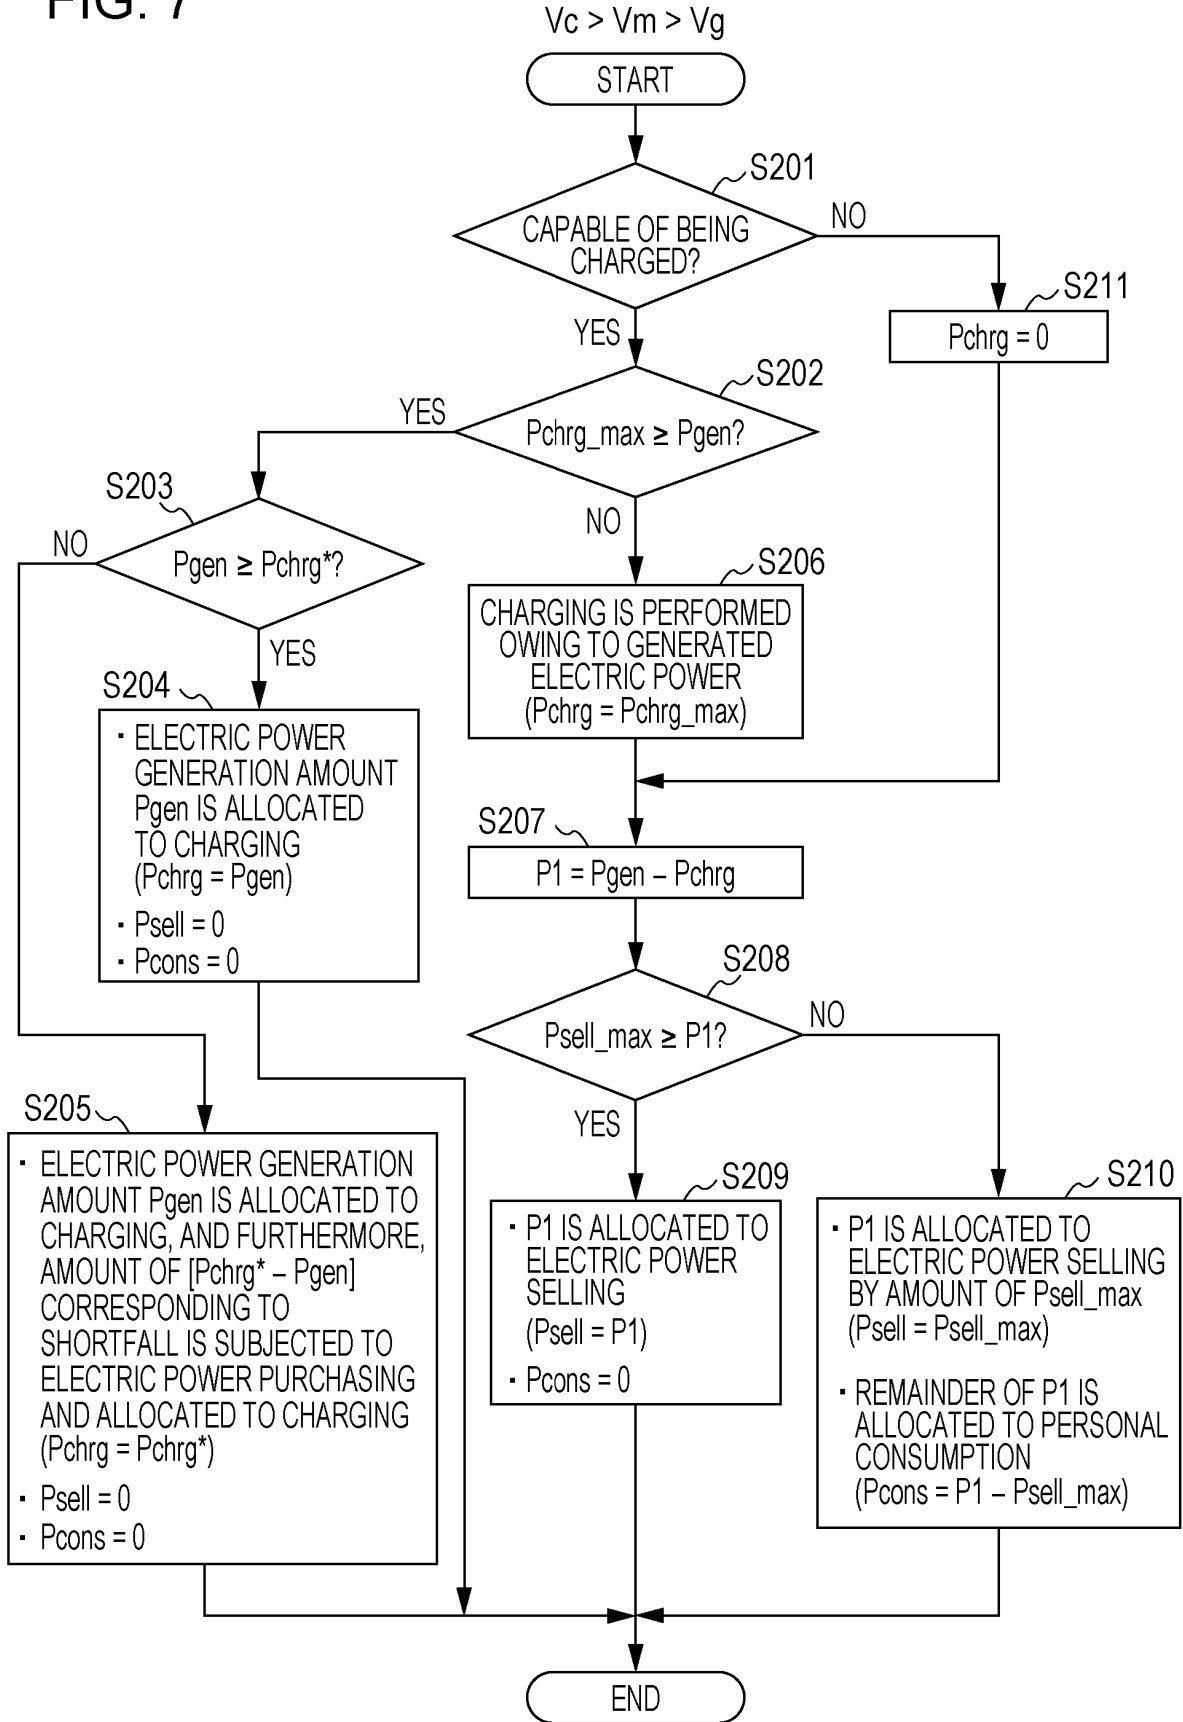 FIG. 7
Vc > Vm > Vg
START
S201
CAPABLE OF BEING
CHARGED?
NO
YES
S211
Pchrg = 0
S202
Pchrg_max ≥ Pgen?
YES
NO
S203
Pgen ≥ Pchrg*?
NO
YES
S206
CHARGING IS PERFORMED
OWING TO GENERATED
ELECTRIC POWER
(Pchrg = Pchrg_max)
S204
· ELECTRIC POWER
GENERATION AMOUNT
Pgen IS ALLOCATED
TO CHARGING
(Pchrg = Pgen)
· Psell = 0
· Pcons = 0
S207
P1 = Pgen – Pchrg
S208
Psell_max ≥ P1?
NO
YES
S205
· ELECTRIC POWER GENERATION
AMOUNT Pgen IS ALLOCATED TO
CHARGING, AND FURTHERMORE,
AMOUNT OF [Pchrg* – Pgen]
CORRESPONDING TO
SHORTFALL IS SUBJECTED TO
ELECTRIC POWER PURCHASING
AND ALLOCATED TO CHARGING
(Pchrg = Pchrg*)
· Psell = 0
· Pcons = 0
S209
· P1 IS ALLOCATED TO
ELECTRIC POWER
SELLING
(Psell = P1)
· Pcons = 0
S210
· P1 IS ALLOCATED TO
ELECTRIC POWER SELLING
BY AMOUNT OF Psell_max
(Psell = Psell_max)
· REMAINDER OF P1 IS
ALLOCATED TO PERSONAL
CONSUMPTION
(Pcons = P1 – Psell_max)
END